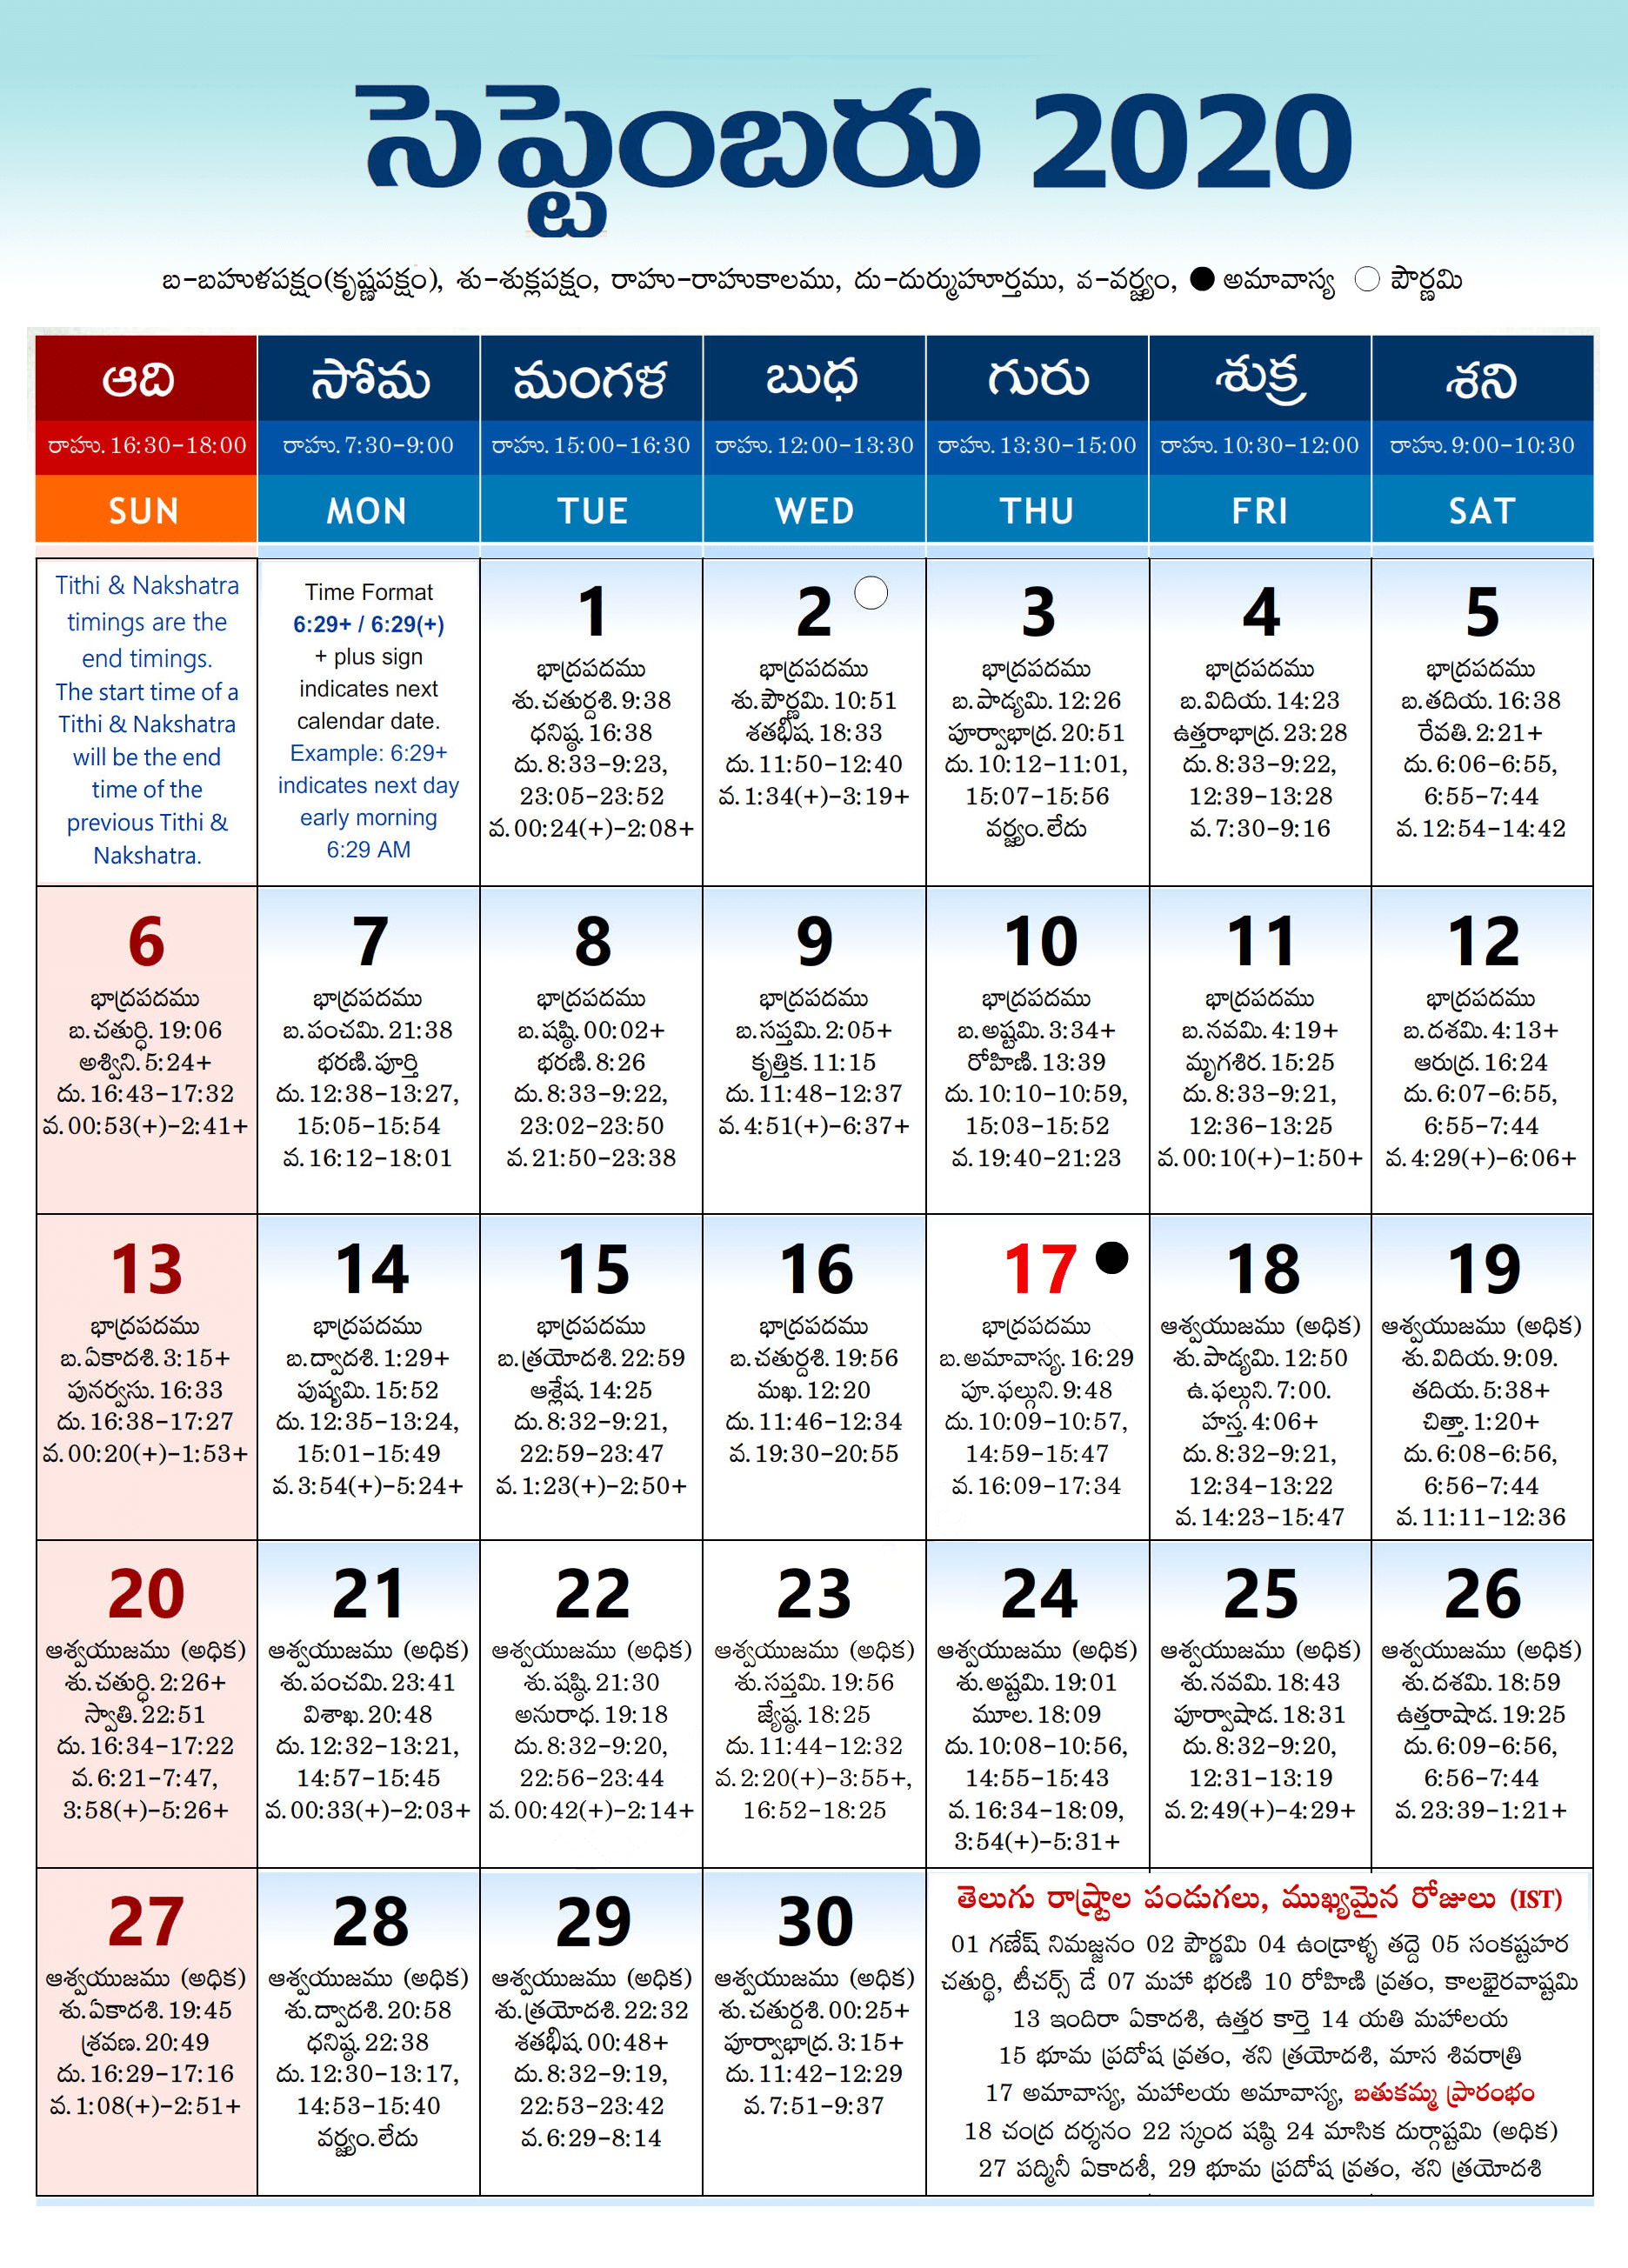 సెప్టెంబరు 2020
బ-బహుళపక్షం(కృష్ణపక్షం), శు-శుక్లపక్షం, రాహు-రాహుకాలము, దు-దుర్ముహూర్తము, వ-వర్జ్యం, ● అమావాస్య ○ పౌర్ణమి
ఆది సోమ మంగళ బుధ గురు శుక్ర శని
రాహు.16:30-18:00 రాహు.7:30-9:00 రాహు.15:00-16:30 రాహు.12:00-13:30 రాహు.13:30-15:00 రాహు.10:30-12:00 రాహు.9:00-10:30
SUN MON TUE WED THU FRI SAT
Tithi & Nakshatra
timings are the
end timings.
The start time of a
Tithi & Nakshatra
will be the end
time of the
previous Tithi &
Nakshatra.
Time Format
6:29+ / 6:29(+)
+ plus sign
indicates next
calendar date.
Example: 6:29+
indicates next day
early morning
6:29 AM
1
భాద్రపదము
శు.చతుర్దశి.9:38
ధనిష్ఠ.16:38
దు.8:33-9:23,
23:05-23:52
వ.00:24(+)-2:08+
2
భాద్రపదము
శు.పౌర్ణమి.10:51
శతభిష.18:33
దు.11:50-12:40
వ.1:34(+)-3:19+
3
భాద్రపదము
బ.పాడ్యమి.12:26
పూర్వాభాద్ర.20:51
దు.10:12-11:01,
15:07-15:56
వర్జ్యం.లేదు
4
భాద్రపదము
బ.విదియ.14:23
ఉత్తరాభాద్ర.23:28
దు.8:33-9:22,
12:39-13:28
వ.7:30-9:16
5
భాద్రపదము
బ.తదియ.16:38
రేవతి.2:21+
దు.6:06-6:55,
6:55-7:44
వ.12:54-14:42
6
భాద్రపదము
బ.చతుర్థి.19:06
అశ్విని.5:24+
దు.16:43-17:32
వ.00:53(+)-2:41+
7
భాద్రపదము
బ.పంచమి.21:38
భరణి.పూర్తి
దు.12:38-13:27,
15:05-15:54
వ.16:12-18:01
8
భాద్రపదము
బ.షష్ఠి.00:02+
భరణి.8:26
దు.8:33-9:22,
23:02-23:50
వ.21:50-23:38
9
భాద్రపదము
బ.సప్తమి.2:05+
కృత్తిక.11:15
దు.11:48-12:37
వ.4:51(+)-6:37+
10
భాద్రపదము
బ.అష్టమి.3:34+
రోహిణి.13:39
దు.10:10-10:59,
15:03-15:52
వ.19:40-21:23
11
భాద్రపదము
బ.నవమి.4:19+
మృగశిర.15:25
దు.8:33-9:21,
12:36-13:25
వ.00:10(+)-1:50+
12
భాద్రపదము
బ.దశమి.4:13+
ఆరుద్ర.16:24
దు.6:07-6:55,
6:55-7:44
వ.4:29(+)-6:06+
13
భాద్రపదము
బ.ఏకాదశి.3:15+
పునర్వసు.16:33
దు.16:38-17:27
వ.00:20(+)-1:53+
14
భాద్రపదము
బ.ద్వాదశి.1:29+
పుష్యమి.15:52
దు.12:35-13:24,
15:01-15:49
వ.3:54(+)-5:24+
15
భాద్రపదము
బ.త్రయోదశి.22:59
ఆశ్లేష.14:25
దు.8:32-9:21,
22:59-23:47
వ.1:23(+)-2:50+
16
భాద్రపదము
బ.చతుర్దశి.19:56
మఖ.12:20
దు.11:46-12:34
వ.19:30-20:55
17
భాద్రపదము
బ.అమావాస్య.16:29
పూ.ఫల్గుని.9:48
దు.10:09-10:57,
14:59-15:47
వ.16:09-17:34
18
ఆశ్వయుజము (అధిక)
శు.పాడ్యమి.12:50
ఉ.ఫల్గుని.7:00.
హస్త.4:06+
దు.8:32-9:21,
12:34-13:22
వ.14:23-15:47
19
ఆశ్వయుజము (అధిక)
శు.విదియ.9:09.
తదియ.5:38+
చిత్తా.1:20+
దు.6:08-6:56,
6:56-7:44
వ.11:11-12:36
20
ఆశ్వయుజము (అధిక)
శు.చతుర్థి.2:26+
స్వాతి.22:51
దు.16:34-17:22
వ.6:21-7:47,
3:58(+)-5:26+
21
ఆశ్వయుజము (అధిక)
శు.పంచమి.23:41
విశాఖ.20:48
దు.12:32-13:21,
14:57-15:45
వ.00:33(+)-2:03+
22
ఆశ్వయుజము (అధిక)
శు.షష్ఠి.21:30
అనురాధ.19:18
దు.8:32-9:20,
22:56-23:44
వ.00:42(+)-2:14+
23
ఆశ్వయుజము (అధిక)
శు.సప్తమి.19:56
జ్యేష్ఠ.18:25
దు.11:44-12:32
వ.2:20(+)-3:55+,
16:52-18:25
24
ఆశ్వయుజము (అధిక)
శు.అష్టమి.19:01
మూల.18:09
దు.10:08-10:56,
14:55-15:43
వ.16:34-18:09,
3:54(+)-5:31+
25
ఆశ్వయుజము (అధిక)
శు.నవమి.18:43
పూర్వాషాడ.18:31
దు.8:32-9:20,
12:31-13:19
వ.2:49(+)-4:29+
26
ఆశ్వయుజము (అధిక)
శు.దశమి.18:59
ఉత్తరాషాడ.19:25
దు.6:09-6:56,
6:56-7:44
వ.23:39-1:21+
27
ఆశ్వయుజము (అధిక)
శు.ఏకాదశి.19:45
శ్రవణ.20:49
దు.16:29-17:16
వ.1:08(+)-2:51+
28
ఆశ్వయుజము (అధిక)
శు.ద్వాదశి.20:58
ధనిష్ఠ.22:38
దు.12:30-13:17,
14:53-15:40
వర్జ్యం.లేదు
29
ఆశ్వయుజము (అధిక)
శు.త్రయోదశి.22:32
శతభిష.00:48+
దు.8:32-9:19,
22:53-23:42
వ.6:29-8:14
30
ఆశ్వయుజము (అధిక)
శు.చతుర్దశి.00:25+
పూర్వాభాద్ర.3:15+
దు.11:42-12:29
వ.7:51-9:37
తెలుగు రాష్ట్రాల పండుగలు, ముఖ్యమైన రోజులు (IST)
01 గణేష్ నిమజ్జనం 02 పౌర్ణమి 04 ఉండ్రాళ్ళ తద్దె 05 సంకష్టహర
చతుర్థి, టీచర్స్ డే 07 మహా భరణి 10 రోహిణి వ్రతం, కాలభైరవాష్టమి
13 ఇందిరా ఏకాదశి, ఉత్తర కార్తె 14 యతి మహాలయ
15 భూమ ప్రదోష వ్రతం, శని త్రయోదశి, మాస శివరాత్రి
17 అమావాస్య, మహాలయ అమావాస్య, బతుకమ్మ ప్రారంభం
18 చంద్ర దర్శనం 22 స్కంద షష్ఠి 24 మాసిక దుర్గాష్టమి (అధిక)
27 పద్మినీ ఏకాదశీ, 29 భూమ ప్రదోష వ్రతం, శని త్రయోదశి